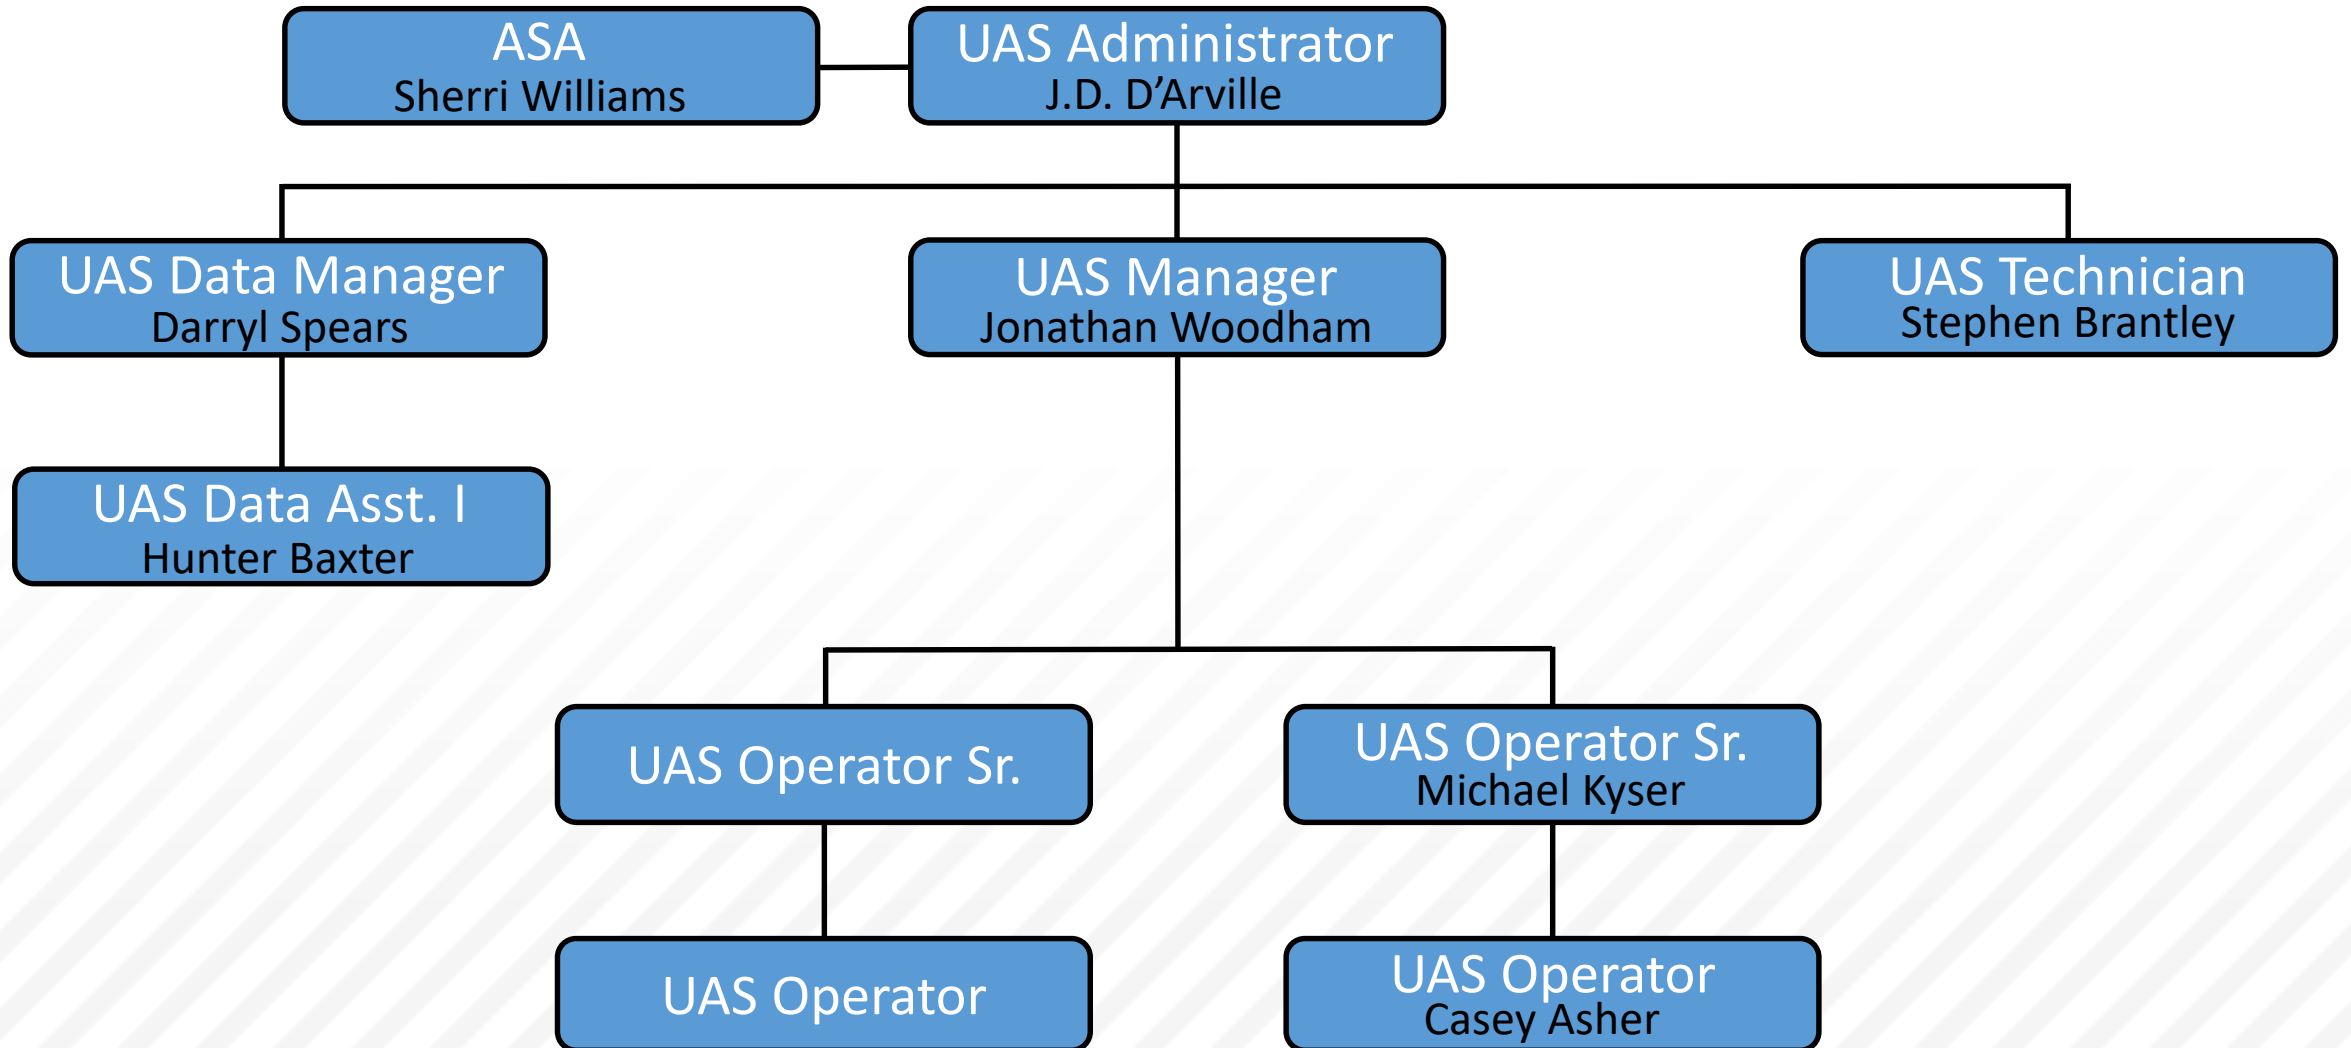 ASA
Sherri Williams
UAS Administrator
J.D. D’Arville
UAS Data Manager
Darryl Spears
UAS Manager
Jonathan Woodham
UAS Technician
Stephen Brantley
UAS Data Asst. I
Hunter Baxter
UAS Operator Sr.
UAS Operator Sr.
Michael Kyser
UAS Operator
UAS Operator
Casey Asher